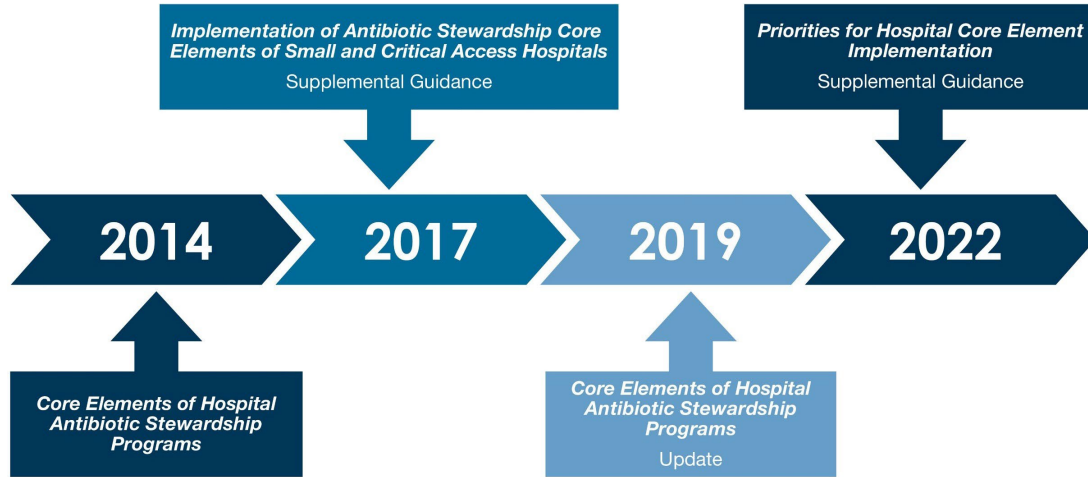 Implementation of Antibiotic Stewardship Core
Elements of Small and Critical Access Hospitals
Supplemental Guidance
Priorities for Hospital Core Element
Implementation
Supplemental Guidance
2014
2017
2019
2022
Core Elements of Hospital
Antibiotic Stewardship
Programs
Core Elements of Hospital
Antibiotic Stewardship
Programs
Update